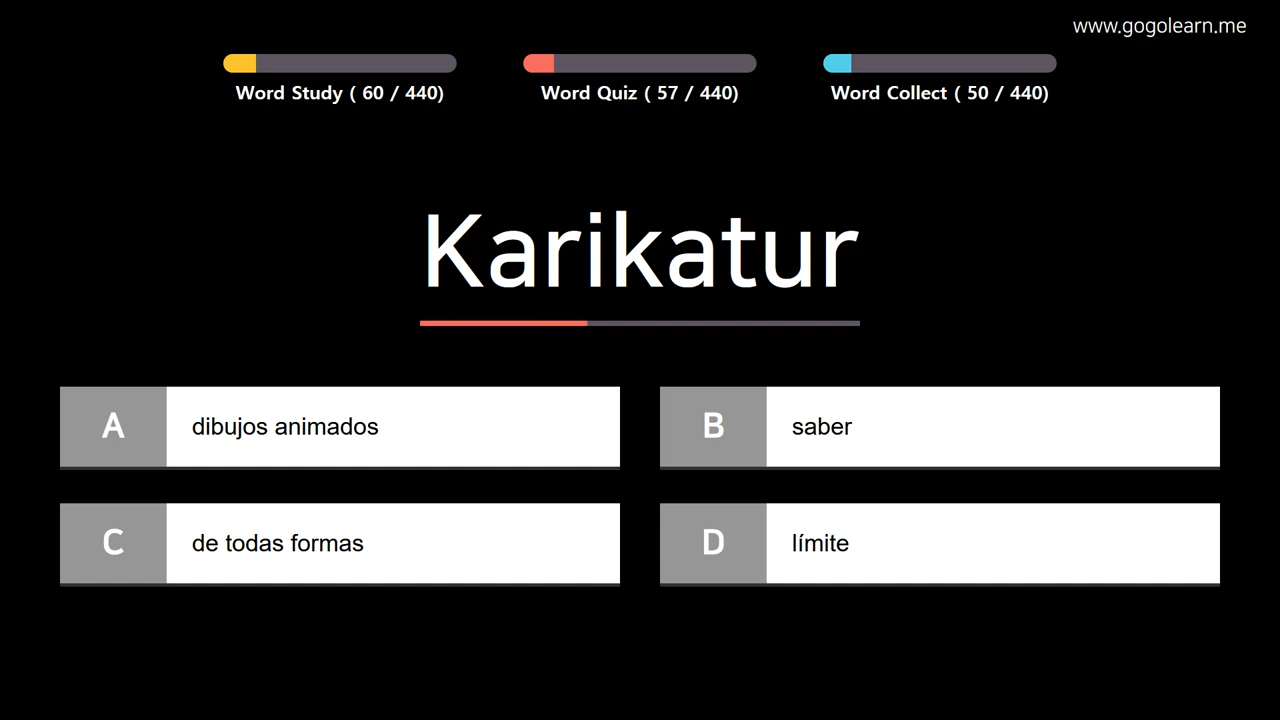 www.gogolearn.me
Word Study ( 60 / 440)
Word Quiz ( 57 / 440)
Word Collect ( 50 / 440)
Karikatur
A dibujos animados
B saber
C de todas formas
D límite